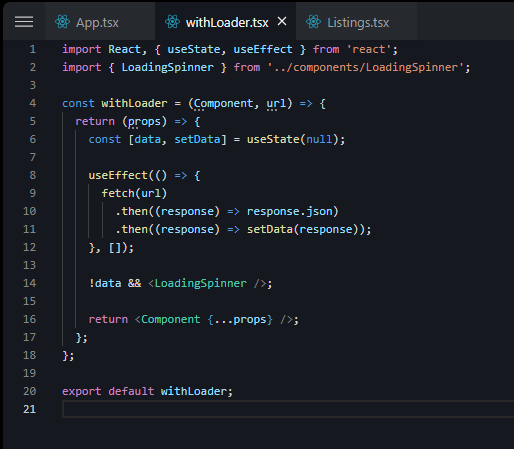 App.tsx withLoader.tsx Listings.tsx
1 import React, { useState, useEffect } from 'react';
2 import { LoadingSpinner } from '../components/LoadingSpinner';
3
4 const withLoader = (Component, url) => {
5 return (props) => {
6 const [data, setData] = useState(null);
7
8 useEffect(() => {
9 fetch(url)
10 .then((response) => response.json)
11 .then((response) => setData(response));
12 }, []);
13
14 !data && <LoadingSpinner />;
15
16 return <Component {...props} />;
17 };
18 };
19
20 export default withLoader;
21